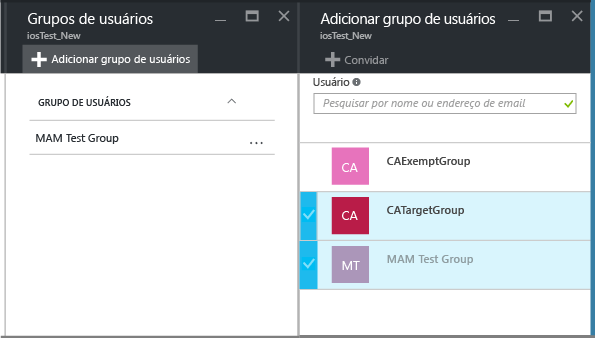 Grupos de usuários
iosTest_New
Adicionar grupo de usuários
GRUPO DE USUÁRIOS
MAM Test Group
...
Adicionar grupo de usuários
iosTest_New
Convidar
Usuário
Pesquisar por nome ou endereço de email
CA CAExemptGroup
CA CATargetGroup
MT MAM Test Group